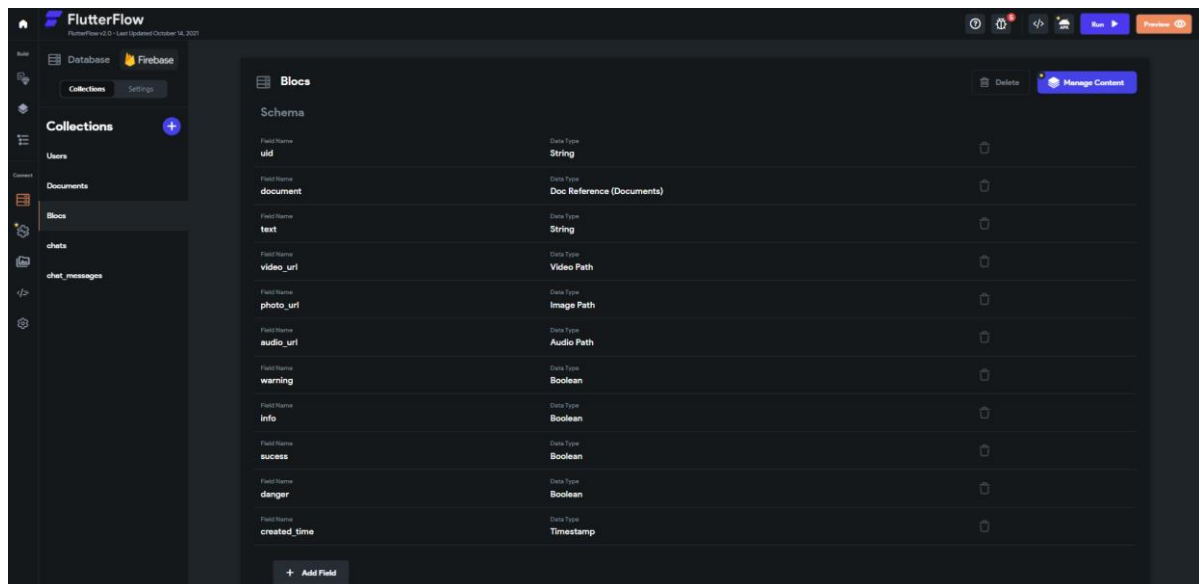 FlutterFlow
FlutterFlow v2.0 - Last Updated October 14, 2021
5
</>
Run
Preview
Build
Database
Firebase
Collections
Settings
Collections
Users
Connect
Documents
Blocs
chats
chat_messages
</>
Blocs
Delete
Manage Content
Schema
Field Name Data Type
uid String
Field Name Data Type
document Doc Reference (Documents)
Field Name Data Type
text String
Field Name Data Type
video_url Video Path
Field Name Data Type
photo_url Image Path
Field Name Data Type
audio_url Audio Path
Field Name Data Type
warning Boolean
Field Name Data Type
info Boolean
Field Name Data Type
sucess Boolean
Field Name Data Type
danger Boolean
Field Name Data Type
created_time Timestamp
+ Add Field